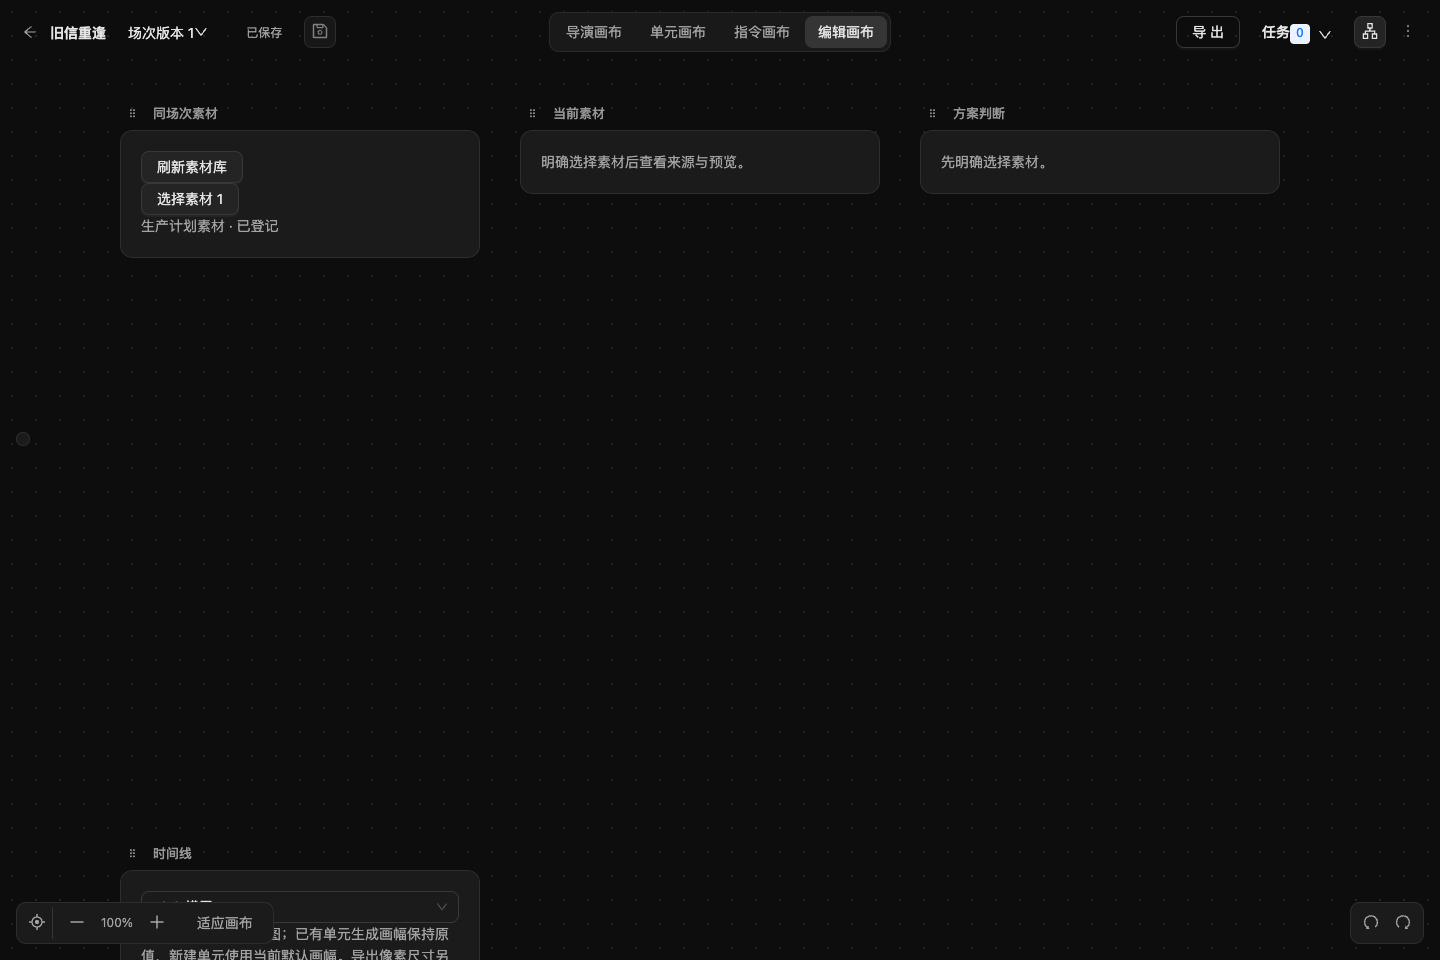 旧信重逢 场次版本 1 已保存 导演画布 单元画布 指令画布 编辑画布 导 出 任务 0
同场次素材 当前素材 方案判断
刷新素材库 明确选择素材后查看来源与预览。 先明确选择素材。
选择素材 1
生产计划素材 · 已登记
时间线
100% 适应画布
图；已有单元生成画幅保持原
值，新建单元使用当前默认画幅。导出像素尺寸另